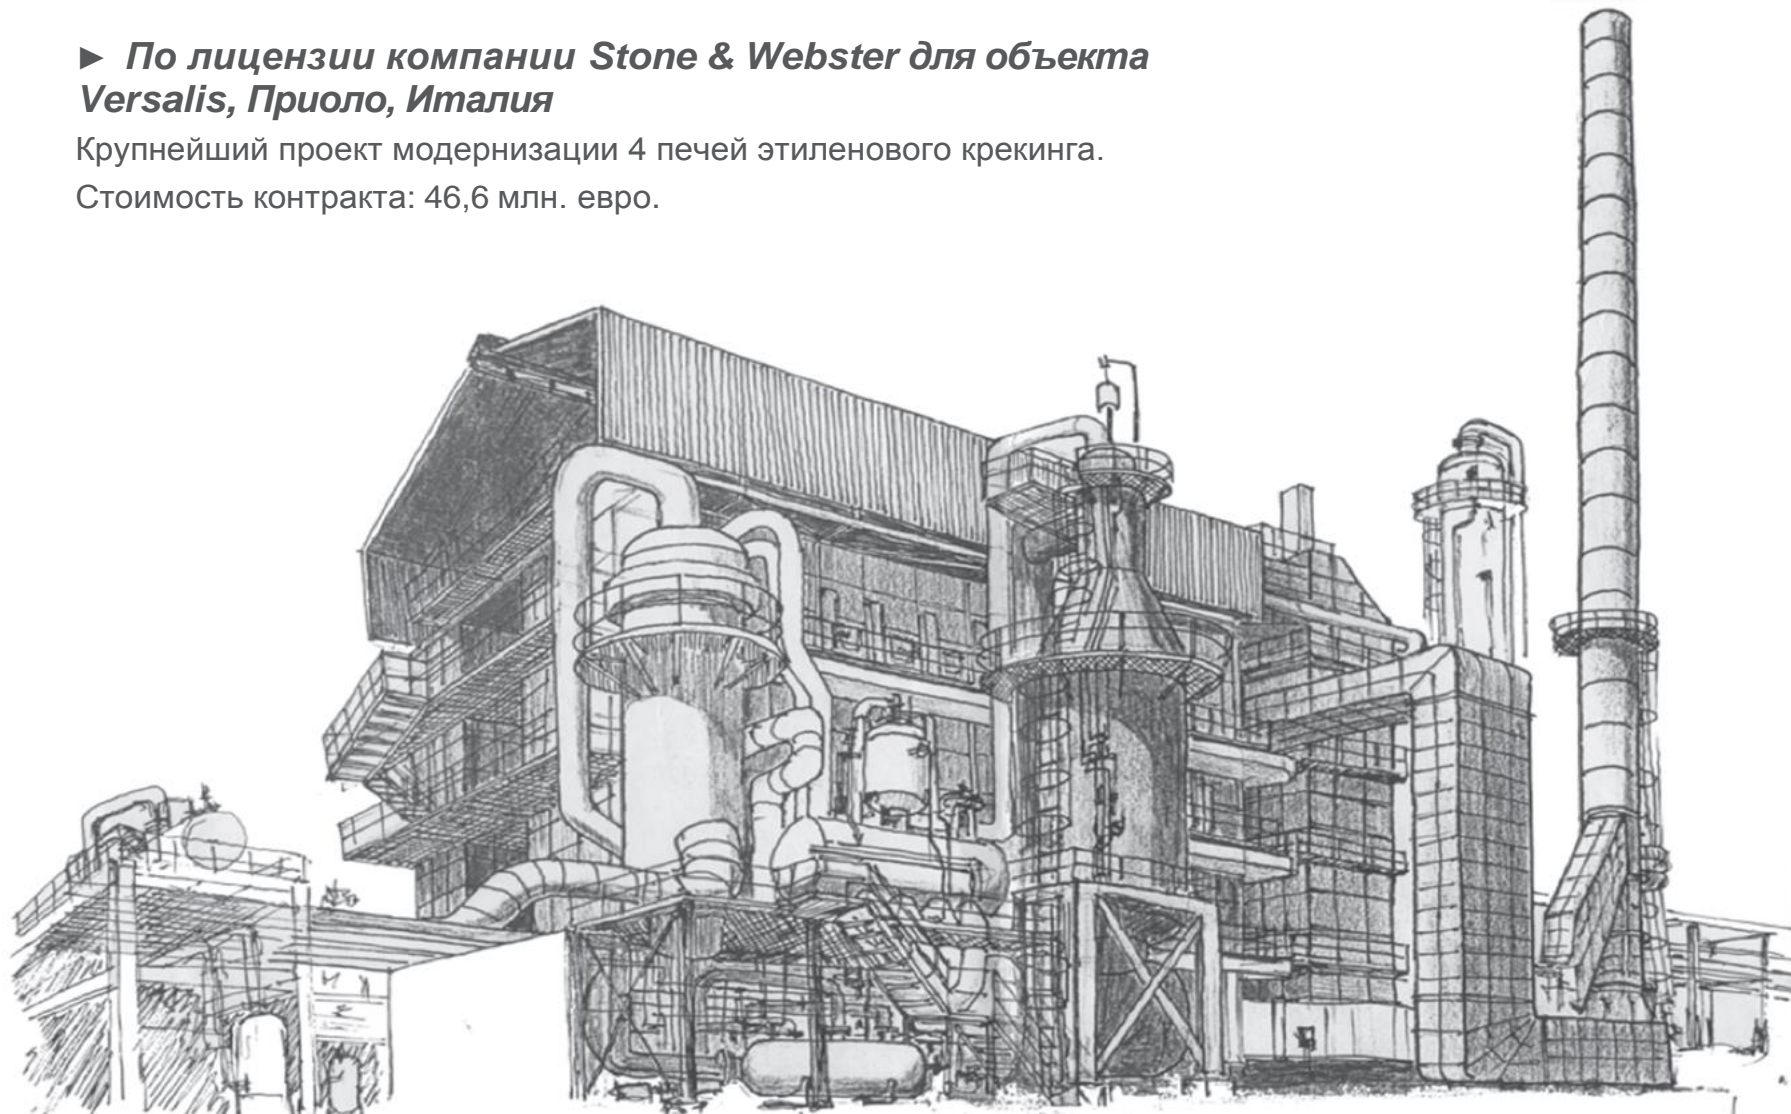 ► По лицензии компании Stone & Webster для объекта
Versalis, Приоло, Италия
Крупнейший проект модернизации 4 печей этиленового крекинга.
Стоимость контракта: 46,6 млн. евро.